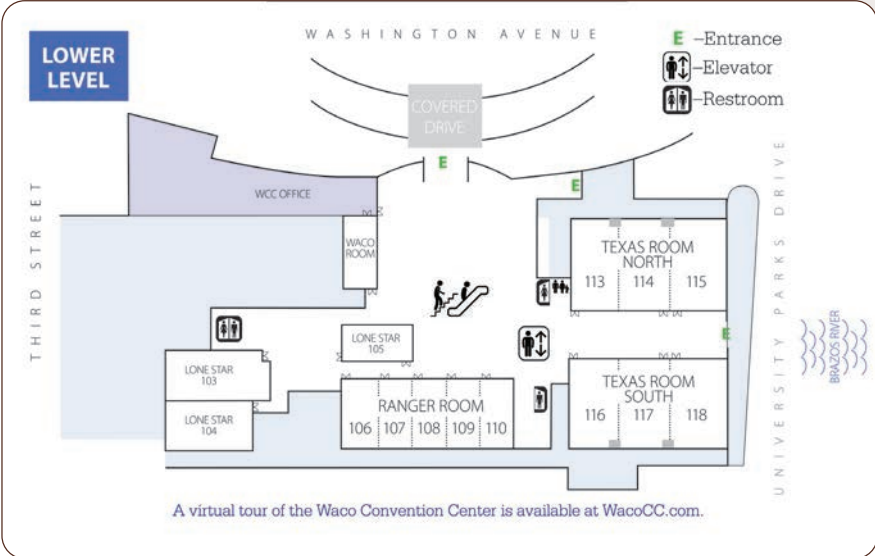 LOWER
LEVEL
WASHINGTON AVENUE
E –Entrance
–Elevator
–Restroom
COVERED
DRIVE
E
E
THIRD STREET
WCC OFFICE
WACO
ROOM
TEXAS ROOM
NORTH
113 114 115
UNIVERSITY PARKS DRIVE
BRAZOS RIVER
E
LONE STAR
105
LONE STAR
103
LONE STAR
104
RANGER ROOM
106 107 108 109 110
TEXAS ROOM
SOUTH
116 117 118
A virtual tour of the Waco Convention Center is available at WacoCC.com.